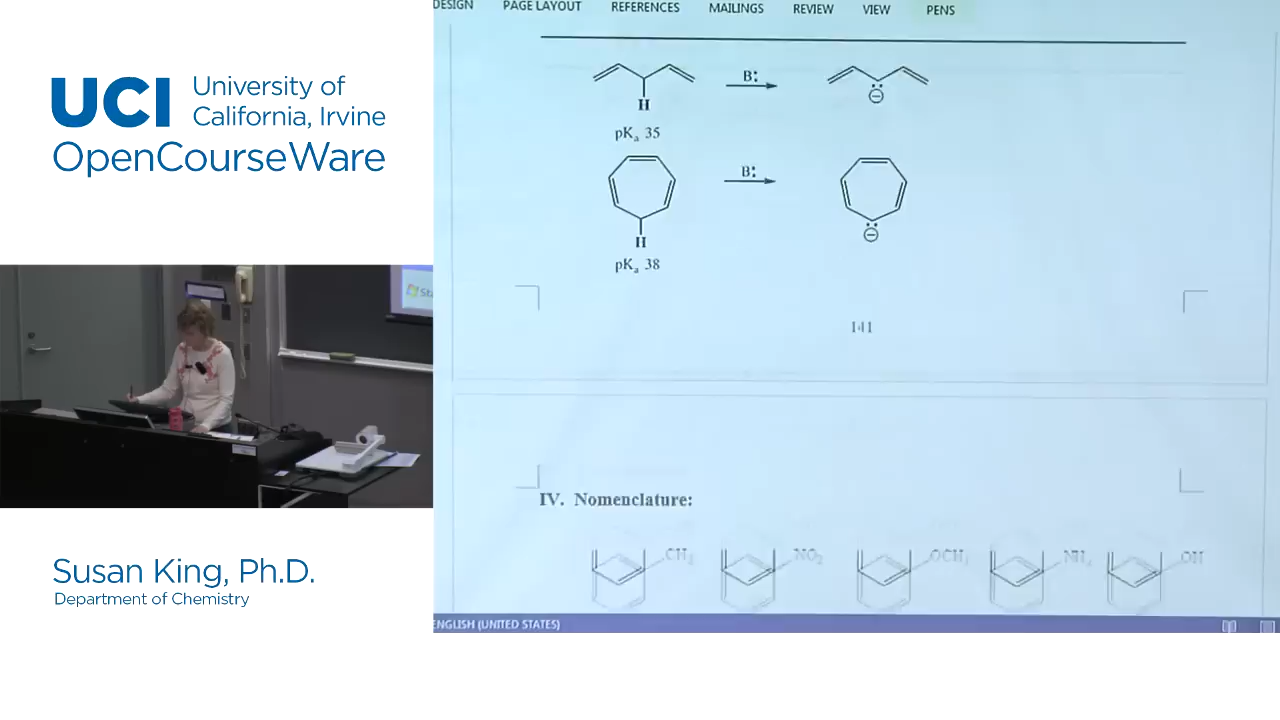 UCI University of
California, Irvine
OpenCourseWare
DESIGN PAGE LAYOUT REFERENCES MAILINGS REVIEW VIEW PENS
B:
H
pKa 35
B:
H
pKa 38
141
IV. Nomenclature:
CH3 NO2 OCH3 NH2 OH
ENGLISH (UNITED STATES)
Sta
Susan King, Ph.D.
Department of Chemistry